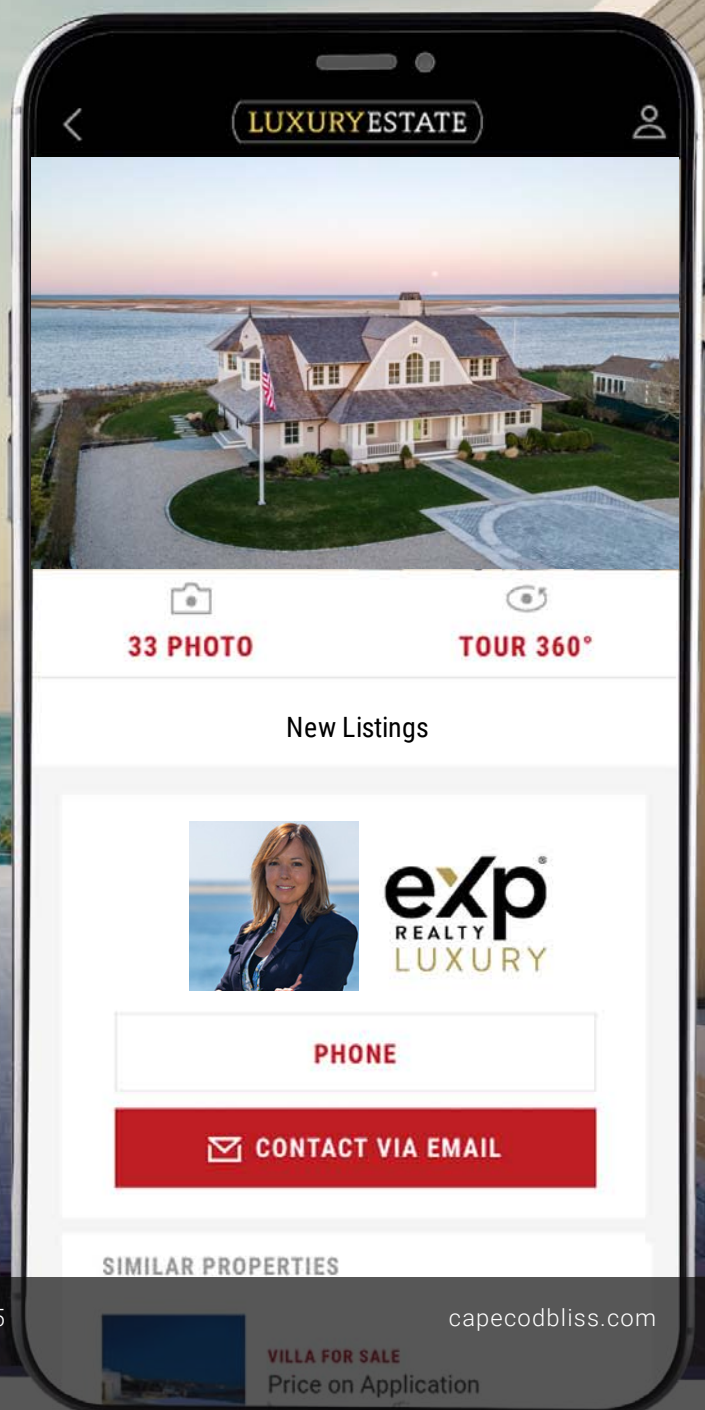 LUXURYESTATE
33 PHOTO
TOUR 360°
New Listings
eXp®
REALTY
LUXURY
PHONE
CONTACT VIA EMAIL
SIMILAR PROPERTIES
5
capecodbliss.com
VILLA FOR SALE
Price on Application